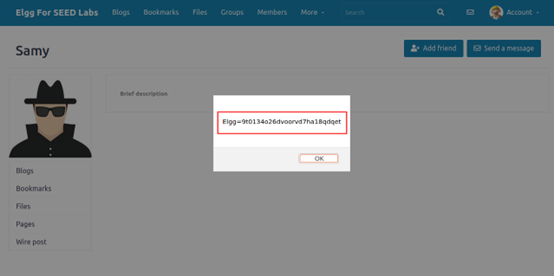 Elgg For SEED Labs Blogs Bookmarks Files Groups Members More Search Account
Samy
Add friend Send a message
Brief description
Elgg=9t0134o26dvoorvd7ha18qdqet
OK
Blogs
Bookmarks
Files
Pages
Wire post